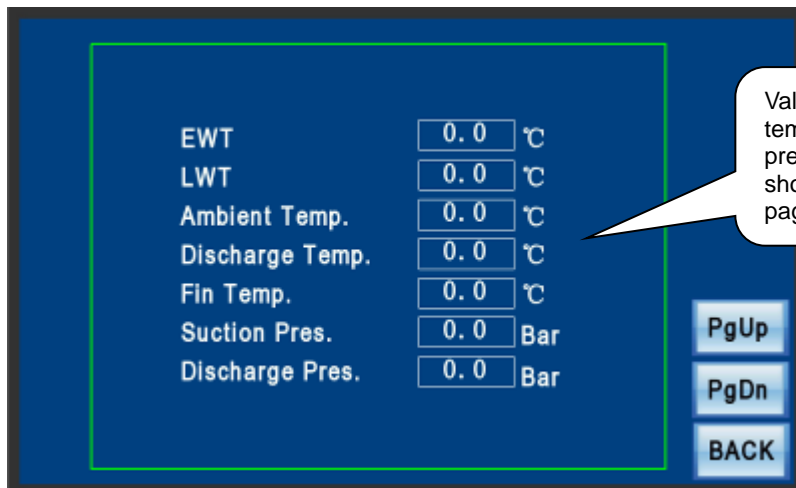 EWT 0.0 ℃
LWT 0.0 ℃
Ambient Temp. 0.0 ℃
Discharge Temp. 0.0 ℃
Fin Temp. 0.0 ℃
Suction Pres. 0.0 Bar
Discharge Pres. 0.0 Bar
PgUp
PgDn
BACK